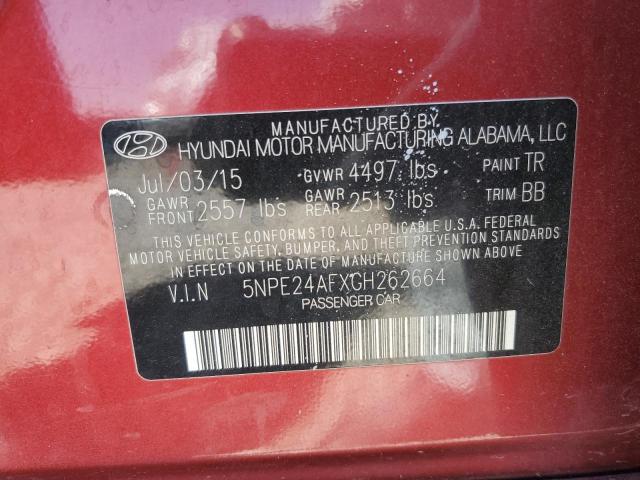 MANUFACTURED BY
HYUNDAI MOTOR MANUFACTURING ALABAMA, LLC
Jul/03/15 GVWR 4497 lbs PAINT TR
GAWR FRONT 2557 lbs GAWR REAR 2513 lbs TRIM BB
THIS VEHICLE CONFORMS TO ALL APPLICABLE U.S.A. FEDERAL
MOTOR VEHICLE SAFETY, BUMPER, AND THEFT PREVENTION STANDARDS
IN EFFECT ON THE DATE OF MANUFACTURE SHOWN ABOVE
V.I.N 5NPE24AFXGH262664
PASSENGER CAR